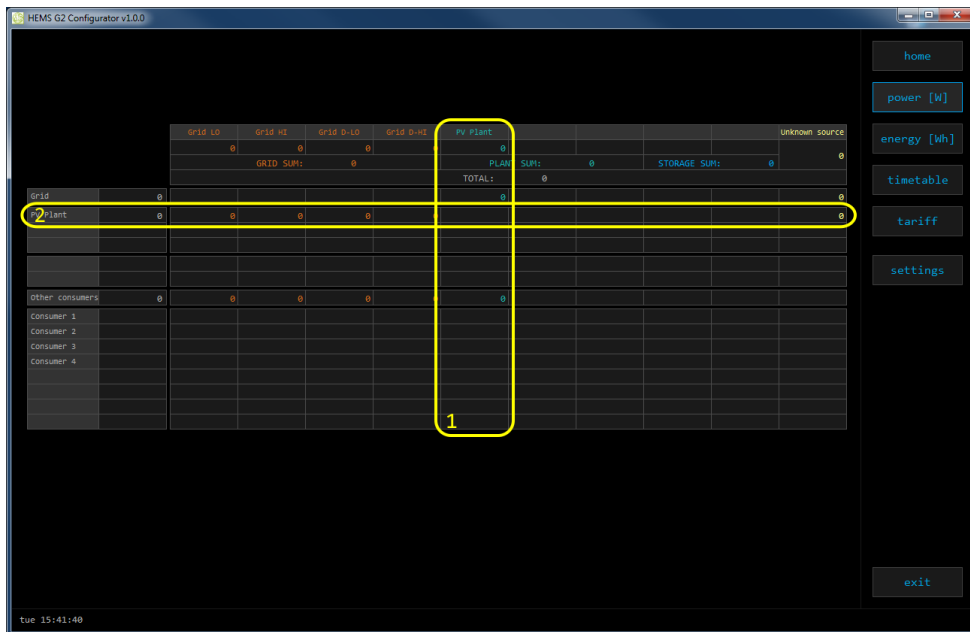 HEMS G2 Configurator v1.0.0
home
power [W]
energy [Wh]
timetable
tariff
settings
exit
Grid LO Grid HI Grid D-LO Grid D-HI PV Plant Unknown source
0 0 0 0 0 0
GRID SUM: 0 PLANT SUM: 0 STORAGE SUM: 0
TOTAL: 0
Grid 0 0 0
2 PV Plant 0 0 0 0 0 0
Other consumers 0 0 0 0 0 0
Consumer 1
Consumer 2
Consumer 3
Consumer 4
1
tue 15:41:40